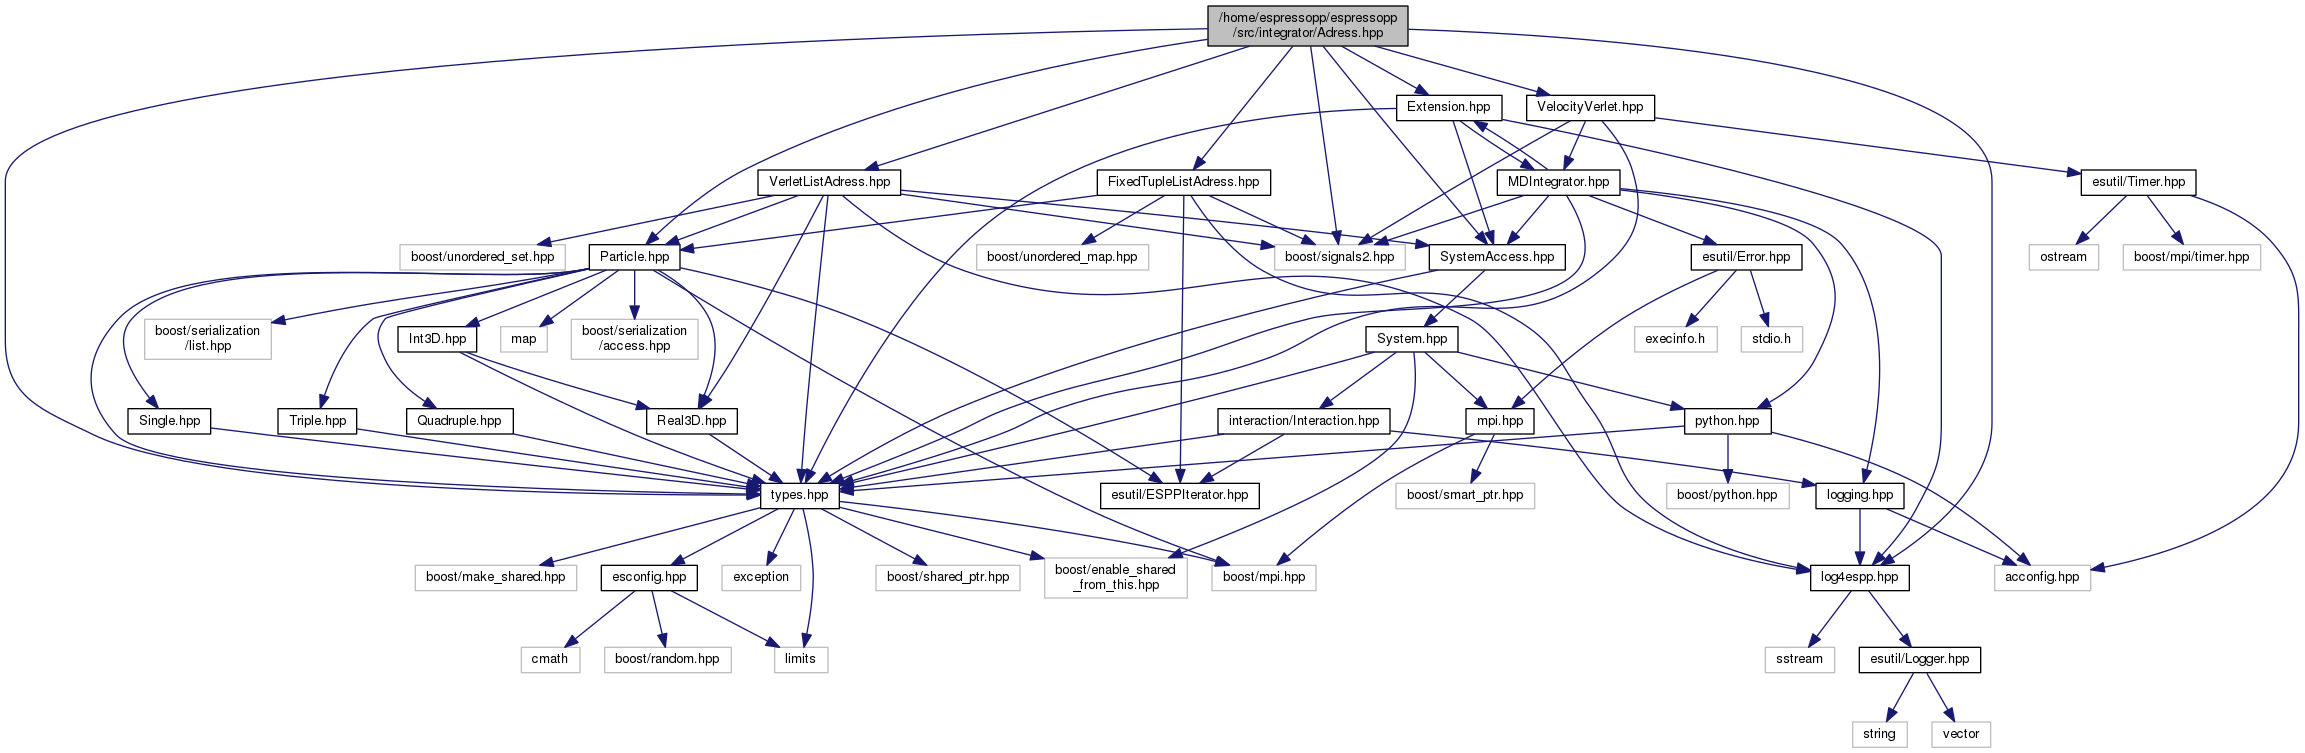 /home/espressopp/espressopp
/src/integrator/Adress.hpp
Extension.hpp
VelocityVerlet.hpp
VerletListAdress.hpp
FixedTupleListAdress.hpp
MDIntegrator.hpp
esutil/Timer.hpp
boost/unordered_set.hpp
Particle.hpp
boost/unordered_map.hpp
boost/signals2.hpp
SystemAccess.hpp
esutil/Error.hpp
ostream
boost/mpi/timer.hpp
boost/serialization
/list.hpp
Int3D.hpp
map
boost/serialization
/access.hpp
System.hpp
execinfo.h
stdio.h
Single.hpp
Triple.hpp
Quadruple.hpp
Real3D.hpp
interaction/Interaction.hpp
mpi.hpp
python.hpp
types.hpp
esutil/ESPPIterator.hpp
boost/smart_ptr.hpp
boost/python.hpp
logging.hpp
boost/make_shared.hpp
esconfig.hpp
exception
boost/shared_ptr.hpp
boost/enable_shared
_from_this.hpp
boost/mpi.hpp
log4espp.hpp
acconfig.hpp
cmath
boost/random.hpp
limits
sstream
esutil/Logger.hpp
string
vector